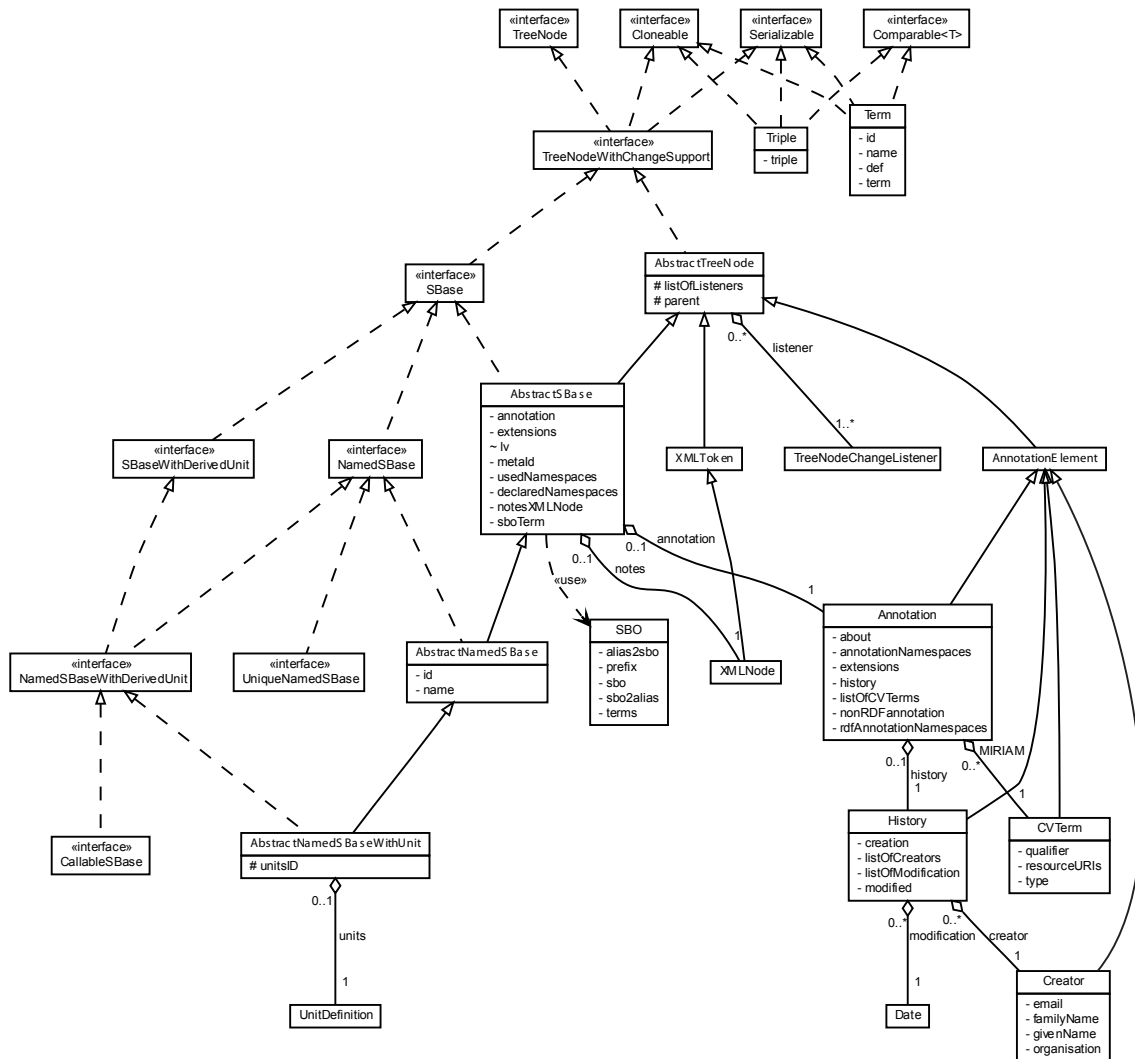 «interface»
TreeNode
«interface»
Cloneable
«interface»
Serializable
«interface»
Comparable<T>
«interface»
TreeNodeWithChangeSupport
Triple
- triple
Term
- id
- name
- def
- term
«interface»
SBase
AbstractTreeNode
# listOfListeners
# parent
0..*
listener
1..*
AbstractSBase
- annotation
- extensions
~ lv
- metaId
- usedNamespaces
- declaredNamespaces
- notesXMLNode
- sboTerm
«interface»
SBaseWithDerivedUnit
«interface»
NamedSBase
XMLToken
TreeNodeChangeListener
AnnotationElement
0..1
annotation
1
0..1
notes
1
«use»
«interface»
NamedSBaseWithDerivedUnit
«interface»
UniqueNamedSBase
AbstractNamedSBase
- id
- name
SBO
- alias2sbo
- prefix
- sbo
- sbo2alias
- terms
XMLNode
Annotation
- about
- annotationNamespaces
- extensions
- history
- listOfCVTerms
- nonRDFannotation
- rdfAnnotationNamespaces
0..1
history
1
0..*
MIRIAM
1
«interface»
CallableSBase
AbstractNamedSBaseWithUnit
# unitsID
0..1
units
1
UnitDefinition
History
- creation
- listOfCreators
- listOfModification
- modified
CVTerm
- qualifier
- resourceURIs
- type
0..*
modification
1
0..*
creator
1
Date
Creator
- email
- familyName
- givenName
- organisation